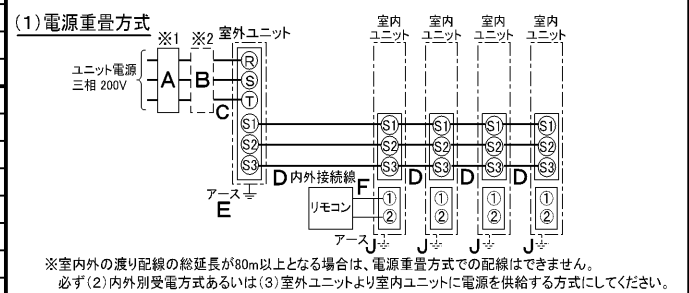 (1)電源重畳方式
※1 ※2 室外ユニット
室内ユニット 室内ユニット 室内ユニット 室内ユニット
ユニット電源
三相 200V
A B C
R
S
T
S1 S1 S1 S1 S1
S2 S2 S2 S2 S2
S3 S3 S3 S3 S3
D 内外接続線 D D D
アース
E
F
リモコン
① ① ① ①
② ② ② ②
アース J J J J
※室内外の渡り配線の総延長が80m以上となる場合は、電源重畳方式での配線はできません。
必ず(2)内外別受電方式あるいは(3)室外ユニットより室内ユニットに電源を供給する方式にしてください。